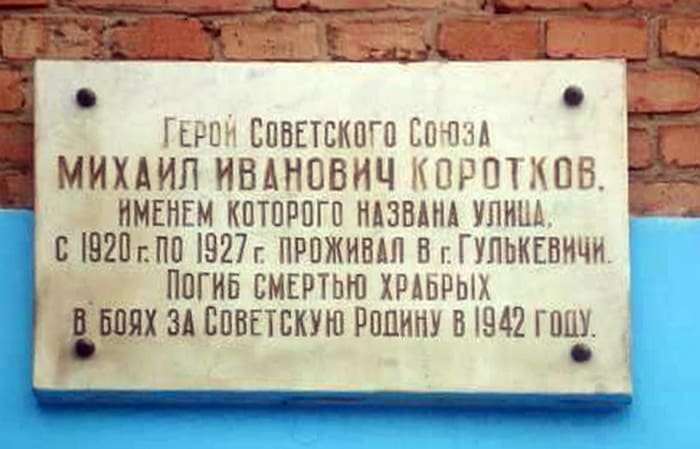 Герой Советского Союза
МИХАИЛ ИВАНОВИЧ КОРОТКОВ,
ИМЕНЕМ КОТОРОГО НАЗВАНА УЛИЦА,
С 1920 г. ПО 1927 г. ПРОЖИВАЛ В г. ГУЛЬКЕВИЧИ.
ПОГИБ СМЕРТЬЮ ХРАБРЫХ
В БОЯХ ЗА СОВЕТСКУЮ РОДИНУ В 1942 ГОДУ.